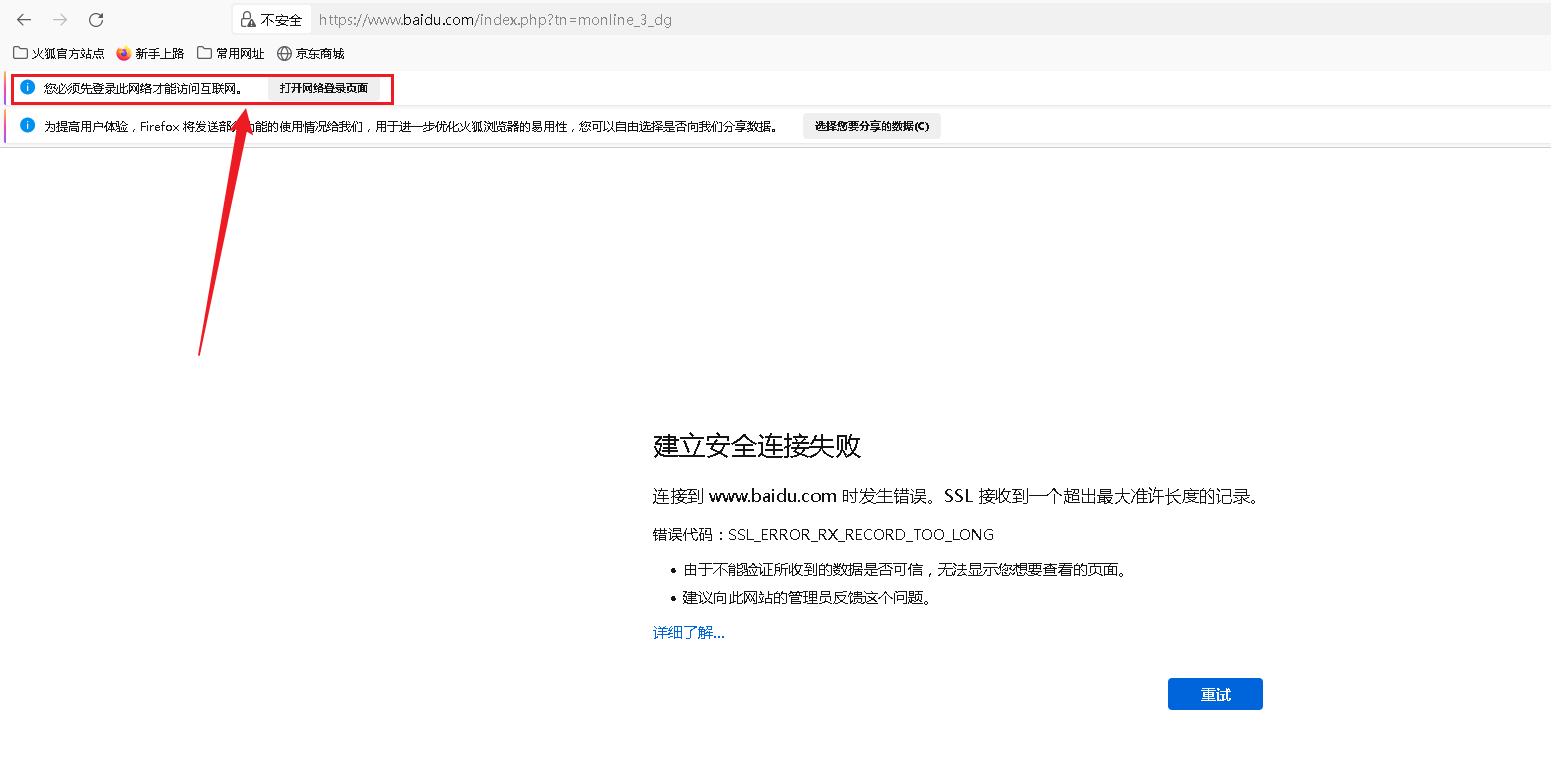 不安全 https://www.baidu.com/index.php?tn=monline_3_dg
火狐官方站点 新手上路 常用网址 京东商城
您必须先登录此网络才能访问互联网。 打开网络登录页面
为提高用户体验，Firefox 将发送部分功能的使用情况给我们，用于进一步优化火狐浏览器的易用性，您可以自由选择是否向我们分享数据。 选择您要分享的数据(C)
建立安全连接失败
连接到 www.baidu.com 时发生错误。SSL 接收到一个超出最大准许长度的记录。
错误代码：SSL_ERROR_RX_RECORD_TOO_LONG
• 由于不能验证所收到的数据是否可信，无法显示您想要查看的页面。
• 建议向此网站的管理员反馈这个问题。
详细了解...
重试